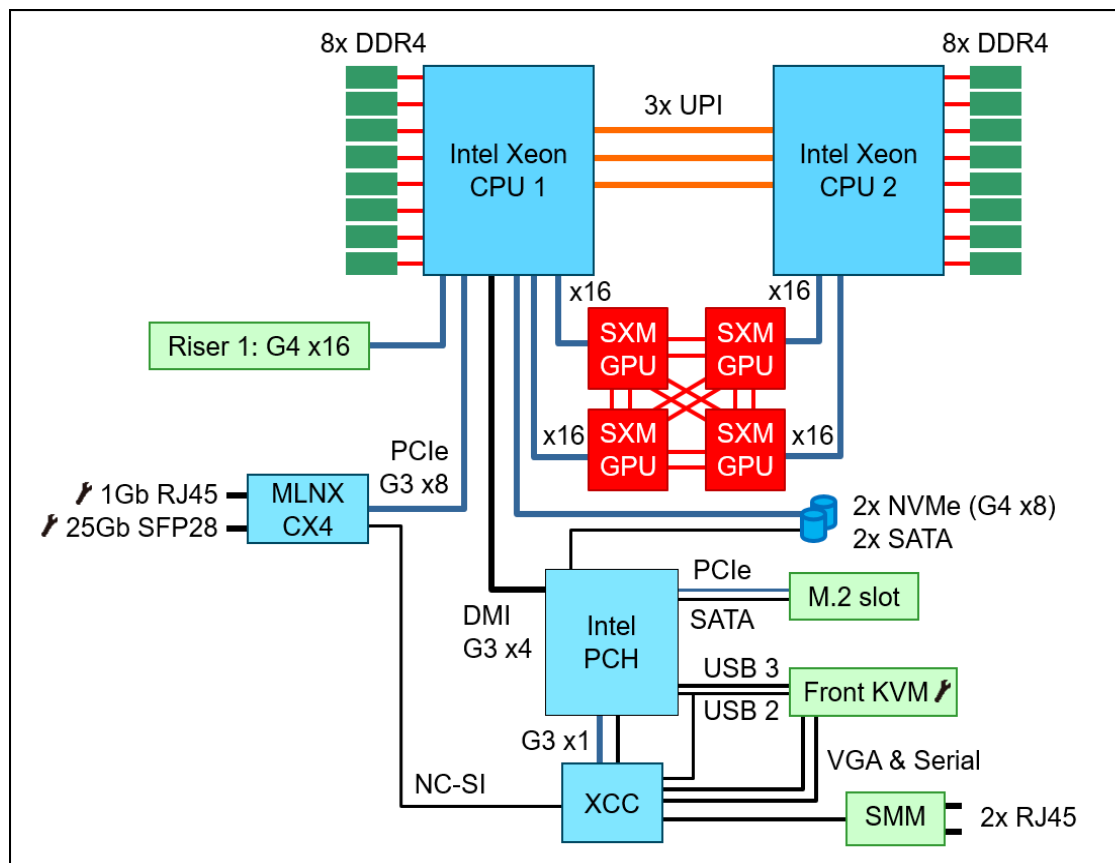 8x DDR4
8x DDR4
3x UPI
Intel Xeon
CPU 1
Intel Xeon
CPU 2
x16
x16
SXM
GPU
SXM
GPU
Riser 1: G4 x16
x16
SXM
GPU
SXM
GPU
x16
PCIe
G3 x8
1Gb RJ45
25Gb SFP28
MLNX
CX4
2x NVMe (G4 x8)
2x SATA
PCIe
SATA
M.2 slot
DMI
G3 x4
Intel
PCH
USB 3
USB 2
Front KVM
G3 x1
VGA & Serial
NC-SI
XCC
SMM
2x RJ45